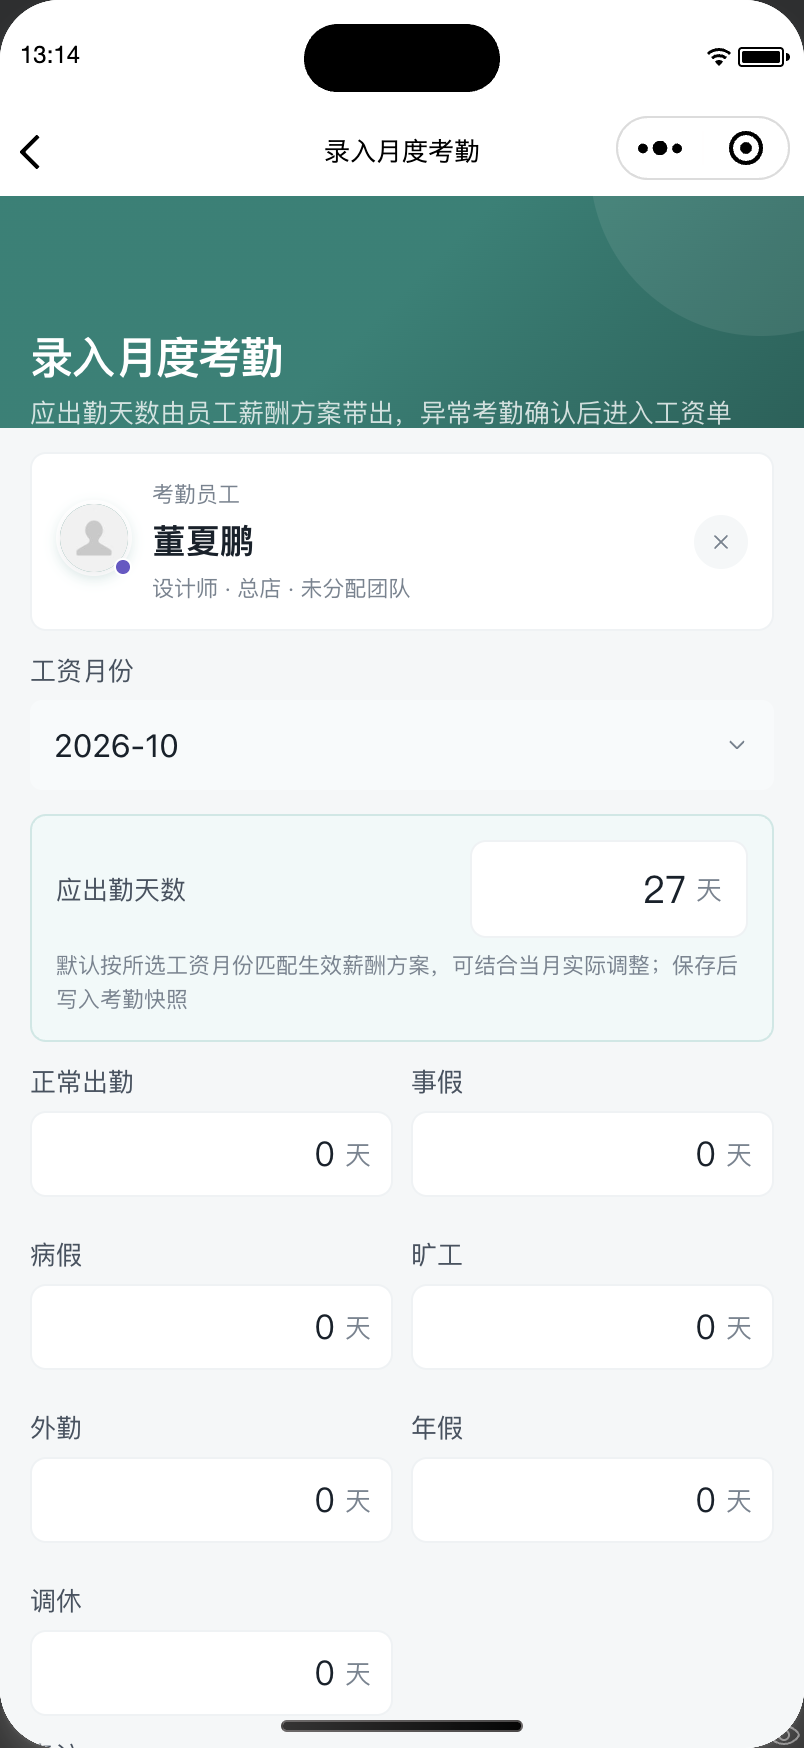 13:14
录入月度考勤
录入月度考勤
应出勤天数由员工薪酬方案带出，异常考勤确认后进入工资单
考勤员工
董夏鹏
设计师 · 总店 · 未分配团队
工资月份
2026-10
应出勤天数
27 天
默认按所选工资月份匹配生效薪酬方案，可结合当月实际调整；保存后
写入考勤快照
正常出勤
事假
0 天
0 天
病假
旷工
0 天
0 天
外勤
年假
0 天
0 天
调休
0 天